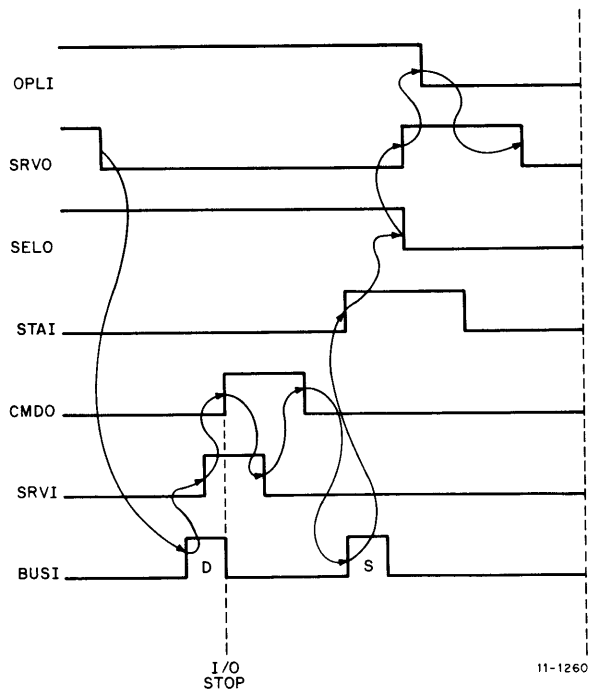 OPLI
SRVO
SELO
STAI
CMDO
SRVI
BUSI
D
S
I/O
STOP
11-1260